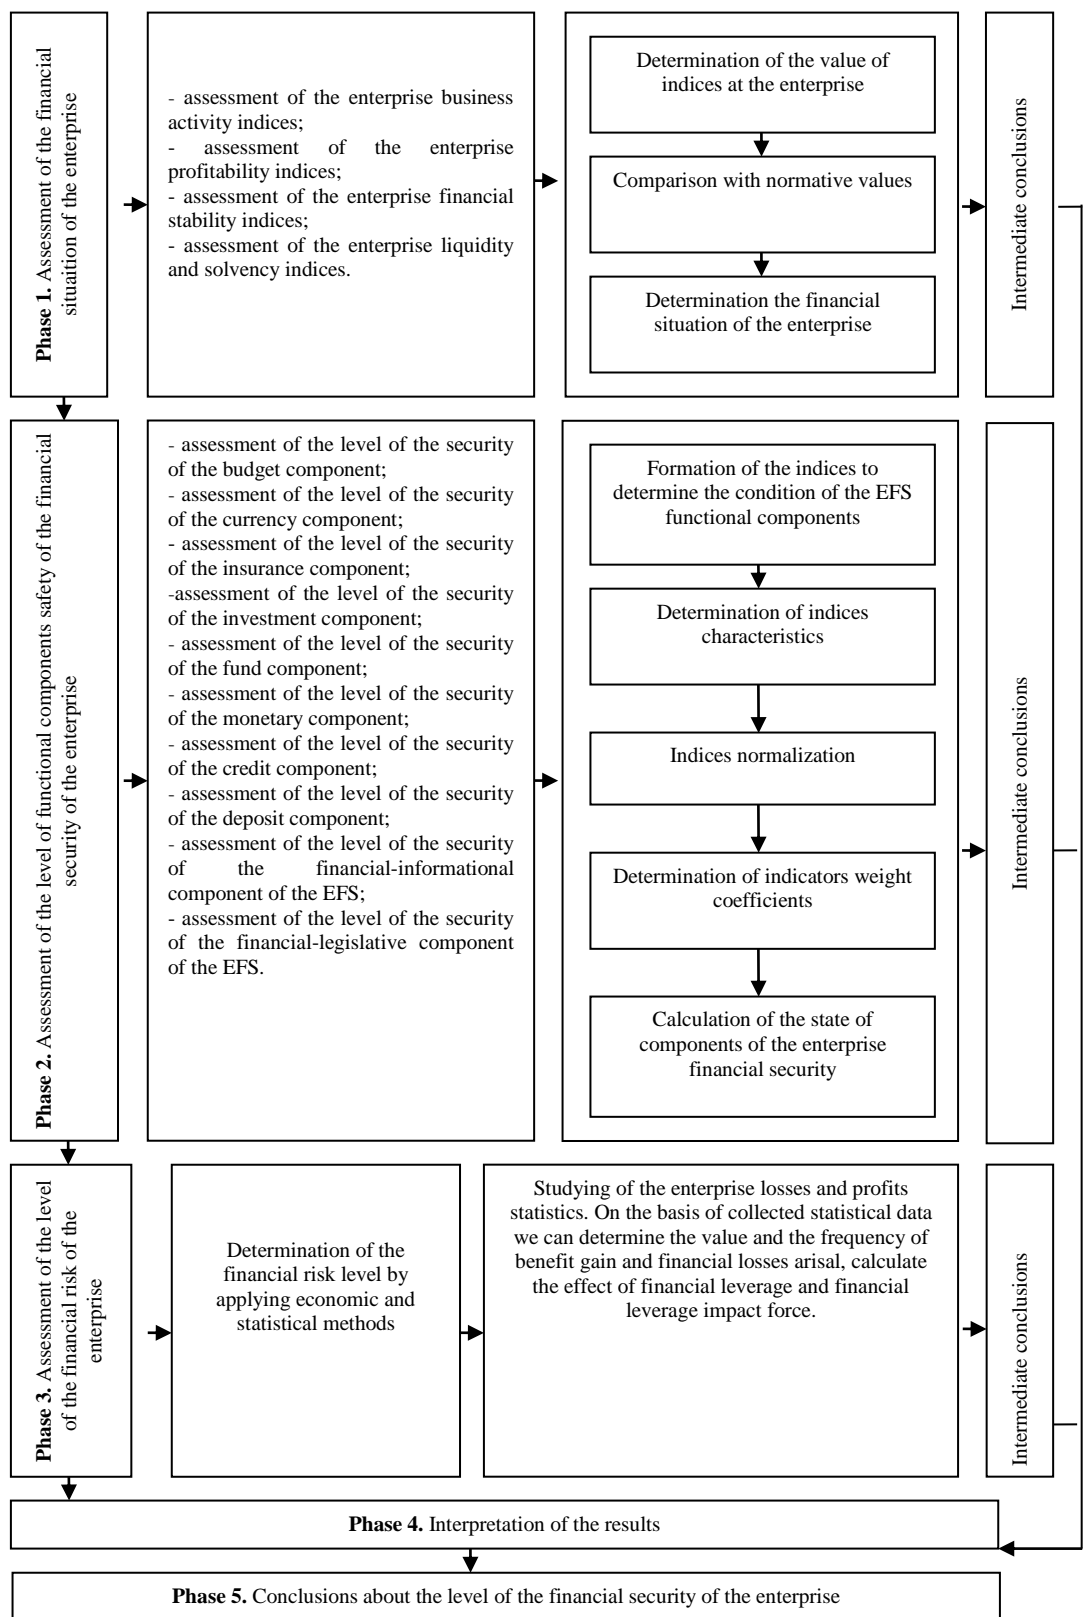 Phase 1. Assessment of the financial
situaition of the enterprise
- assessment of the enterprise business
activity indices;
- assessment of the enterprise
profitability indices;
- assessment of the enterprise financial
stability indices;
- assessment of the enterprise liquidity
and solvency indices.
Determination of the value of
indices at the enterprise
Comparison with normative values
Determination the financial
situation of the enterprise
Intermediate conclusions
Phase 2. Assessment of the level of functional components safety of the financial
security of the enterprise
- assessment of the level of the security
of the budget component;
- assessment of the level of the security
of the currency component;
- assessment of the level of the security
of the insurance component;
-assessment of the level of the security
of the investment component;
- assessment of the level of the security
of the fund component;
- assessment of the level of the security
of the monetary component;
- assessment of the level of the security
of the credit component;
- assessment of the level of the security
of the deposit component;
- assessment of the level of the security
of the financial-informational
component of the EFS;
- assessment of the level of the security
of the financial-legislative component
of the EFS.
Formation of the indices to
determine the condition of the EFS
functional components
Determination of indices
characteristics
Indices normalization
Determination of indicators weight
coefficients
Calculation of the state of
components of the enterprise
financial security
Intermediate conclusions
Phase 3. Assessment of the level
of the financial risk of the
enterprise
Determination of the
financial risk level by
applying economic and
statistical methods
Studying of the enterprise losses and profits
statistics. On the basis of collected statistical data
we can determine the value and the frequency of
benefit gain and financial losses arisal, calculate
the effect of financial leverage and financial
leverage impact force.
Intermediate conclusions
Phase 4. Interpretation of the results
Phase 5. Conclusions about the level of the financial security of the enterprise